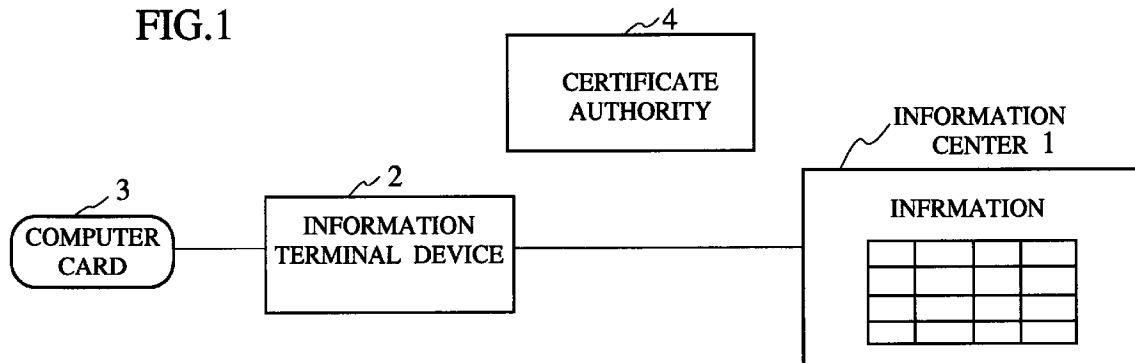 FIG.1
4
CERTIFICATE
AUTHORITY
INFORMATION
CENTER 1
3
COMPUTER
CARD
2
INFORMATION
TERMINAL DEVICE
INFRMATION